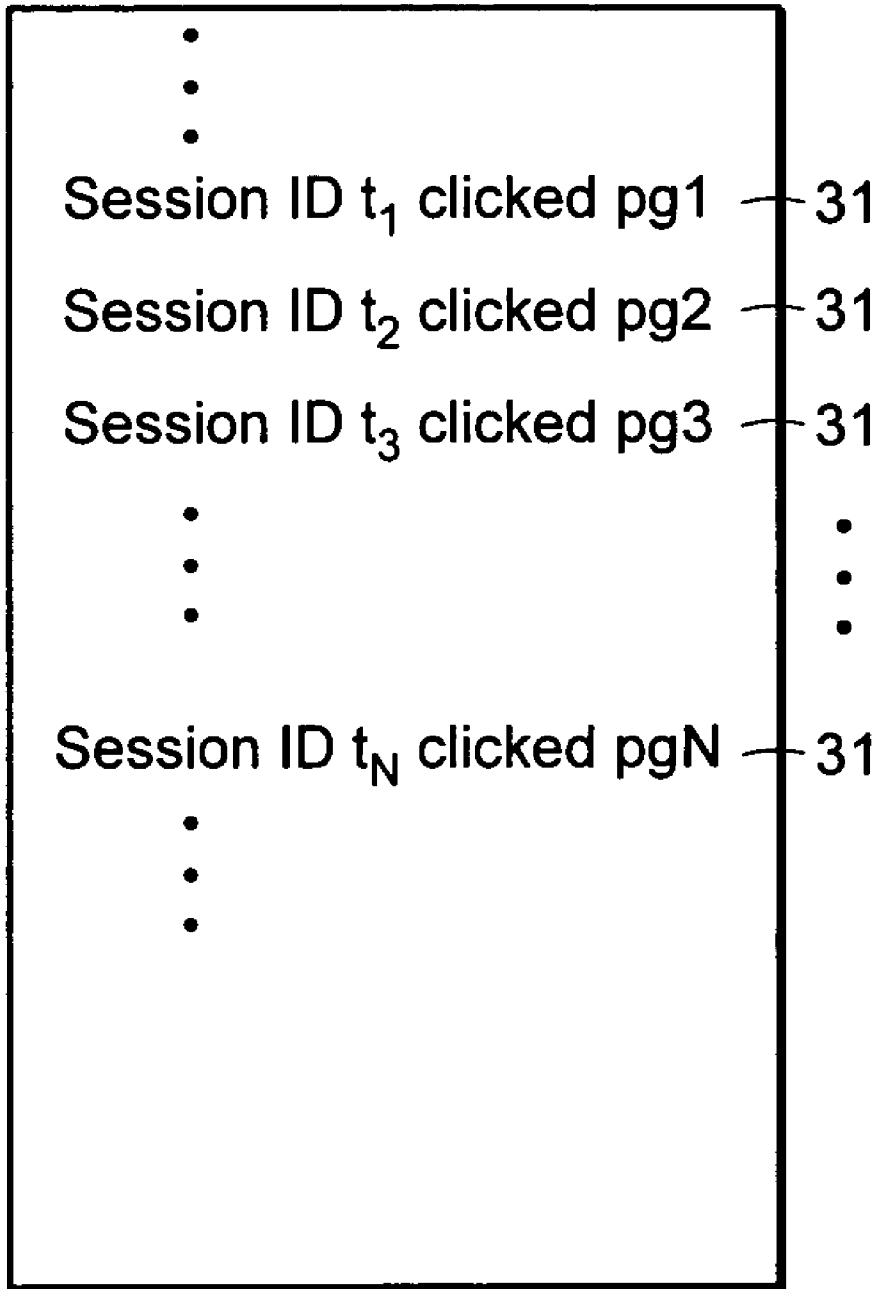 Session ID t₁ clicked pg1 31
Session ID t₂ clicked pg2 31
Session ID t₃ clicked pg3 31
Session ID t_N clicked pgN 31